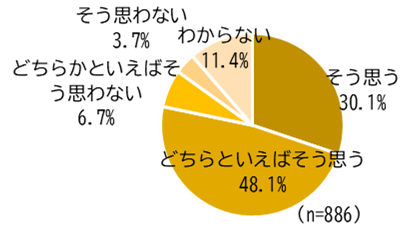 そう思わない
3.7%
わからない
11.4%
どちらかといえばそ
う思わない
6.7%
そう思う
30.1%
どちらといえばそう思う
48.1%
(n=886)